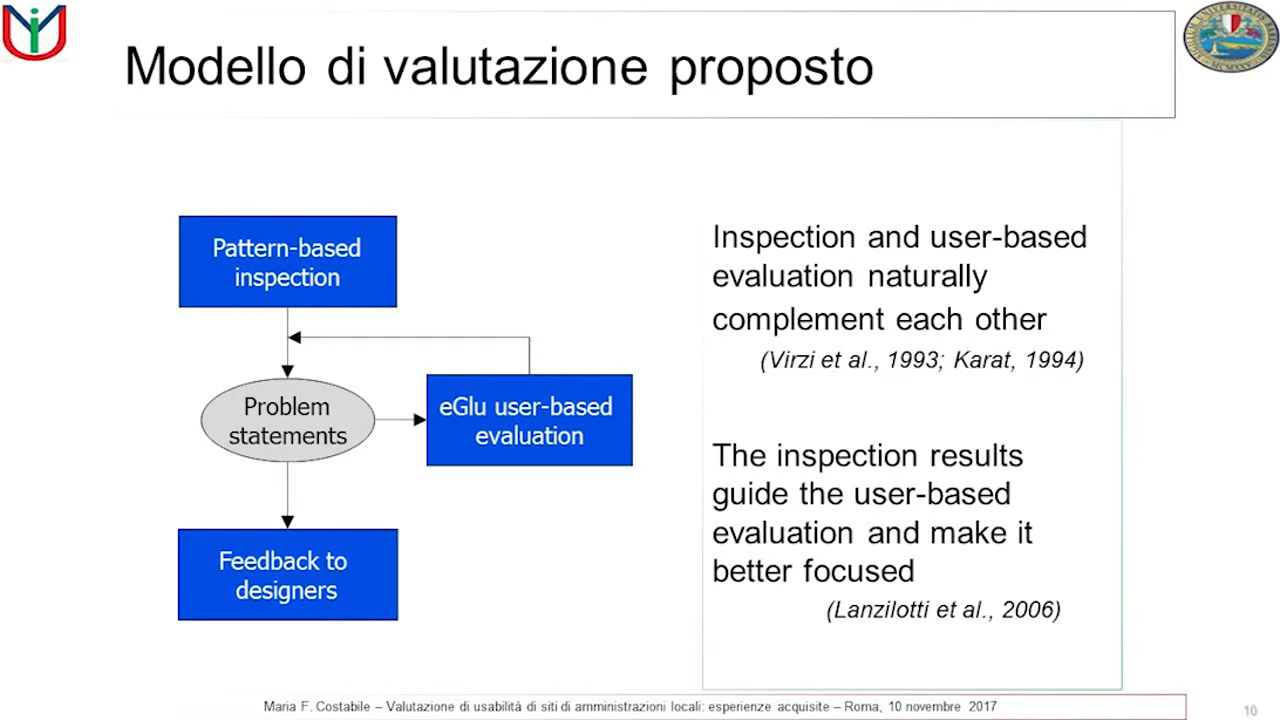 Modello di valutazione proposto
Pattern-based
inspection
Problem
statements
eGlu user-based
evaluation
Feedback to
designers
Inspection and user-based
evaluation naturally
complement each other
(Virzi et al., 1993; Karat, 1994)
The inspection results
guide the user-based
evaluation and make it
better focused
(Lanzilotti et al., 2006)
Maria F. Costabile – Valutazione di usabilità di siti di amministrazioni locali: esperienze acquisite – Roma, 10 novembre 2017
10